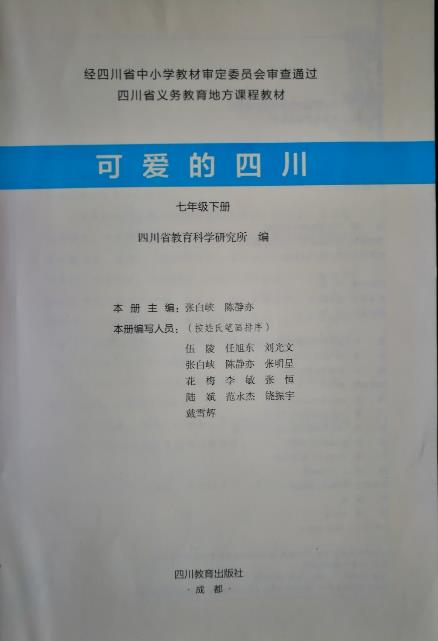 经四川省中小学教材审定委员会审查通过
四川省义务教育地方课程教材
可爱的四川
七年级下册
四川省教育科学研究所 编
本册主编：张白峡 陈静亦
本册编写人员：（按姓氏笔画排序）
伍陵 任旭东 刘光文
张白峡 陈静亦 张明星
花梅 李敏 张恒
陆斌 范永杰 饶振宇
戴雪辉
四川教育出版社
·成都·